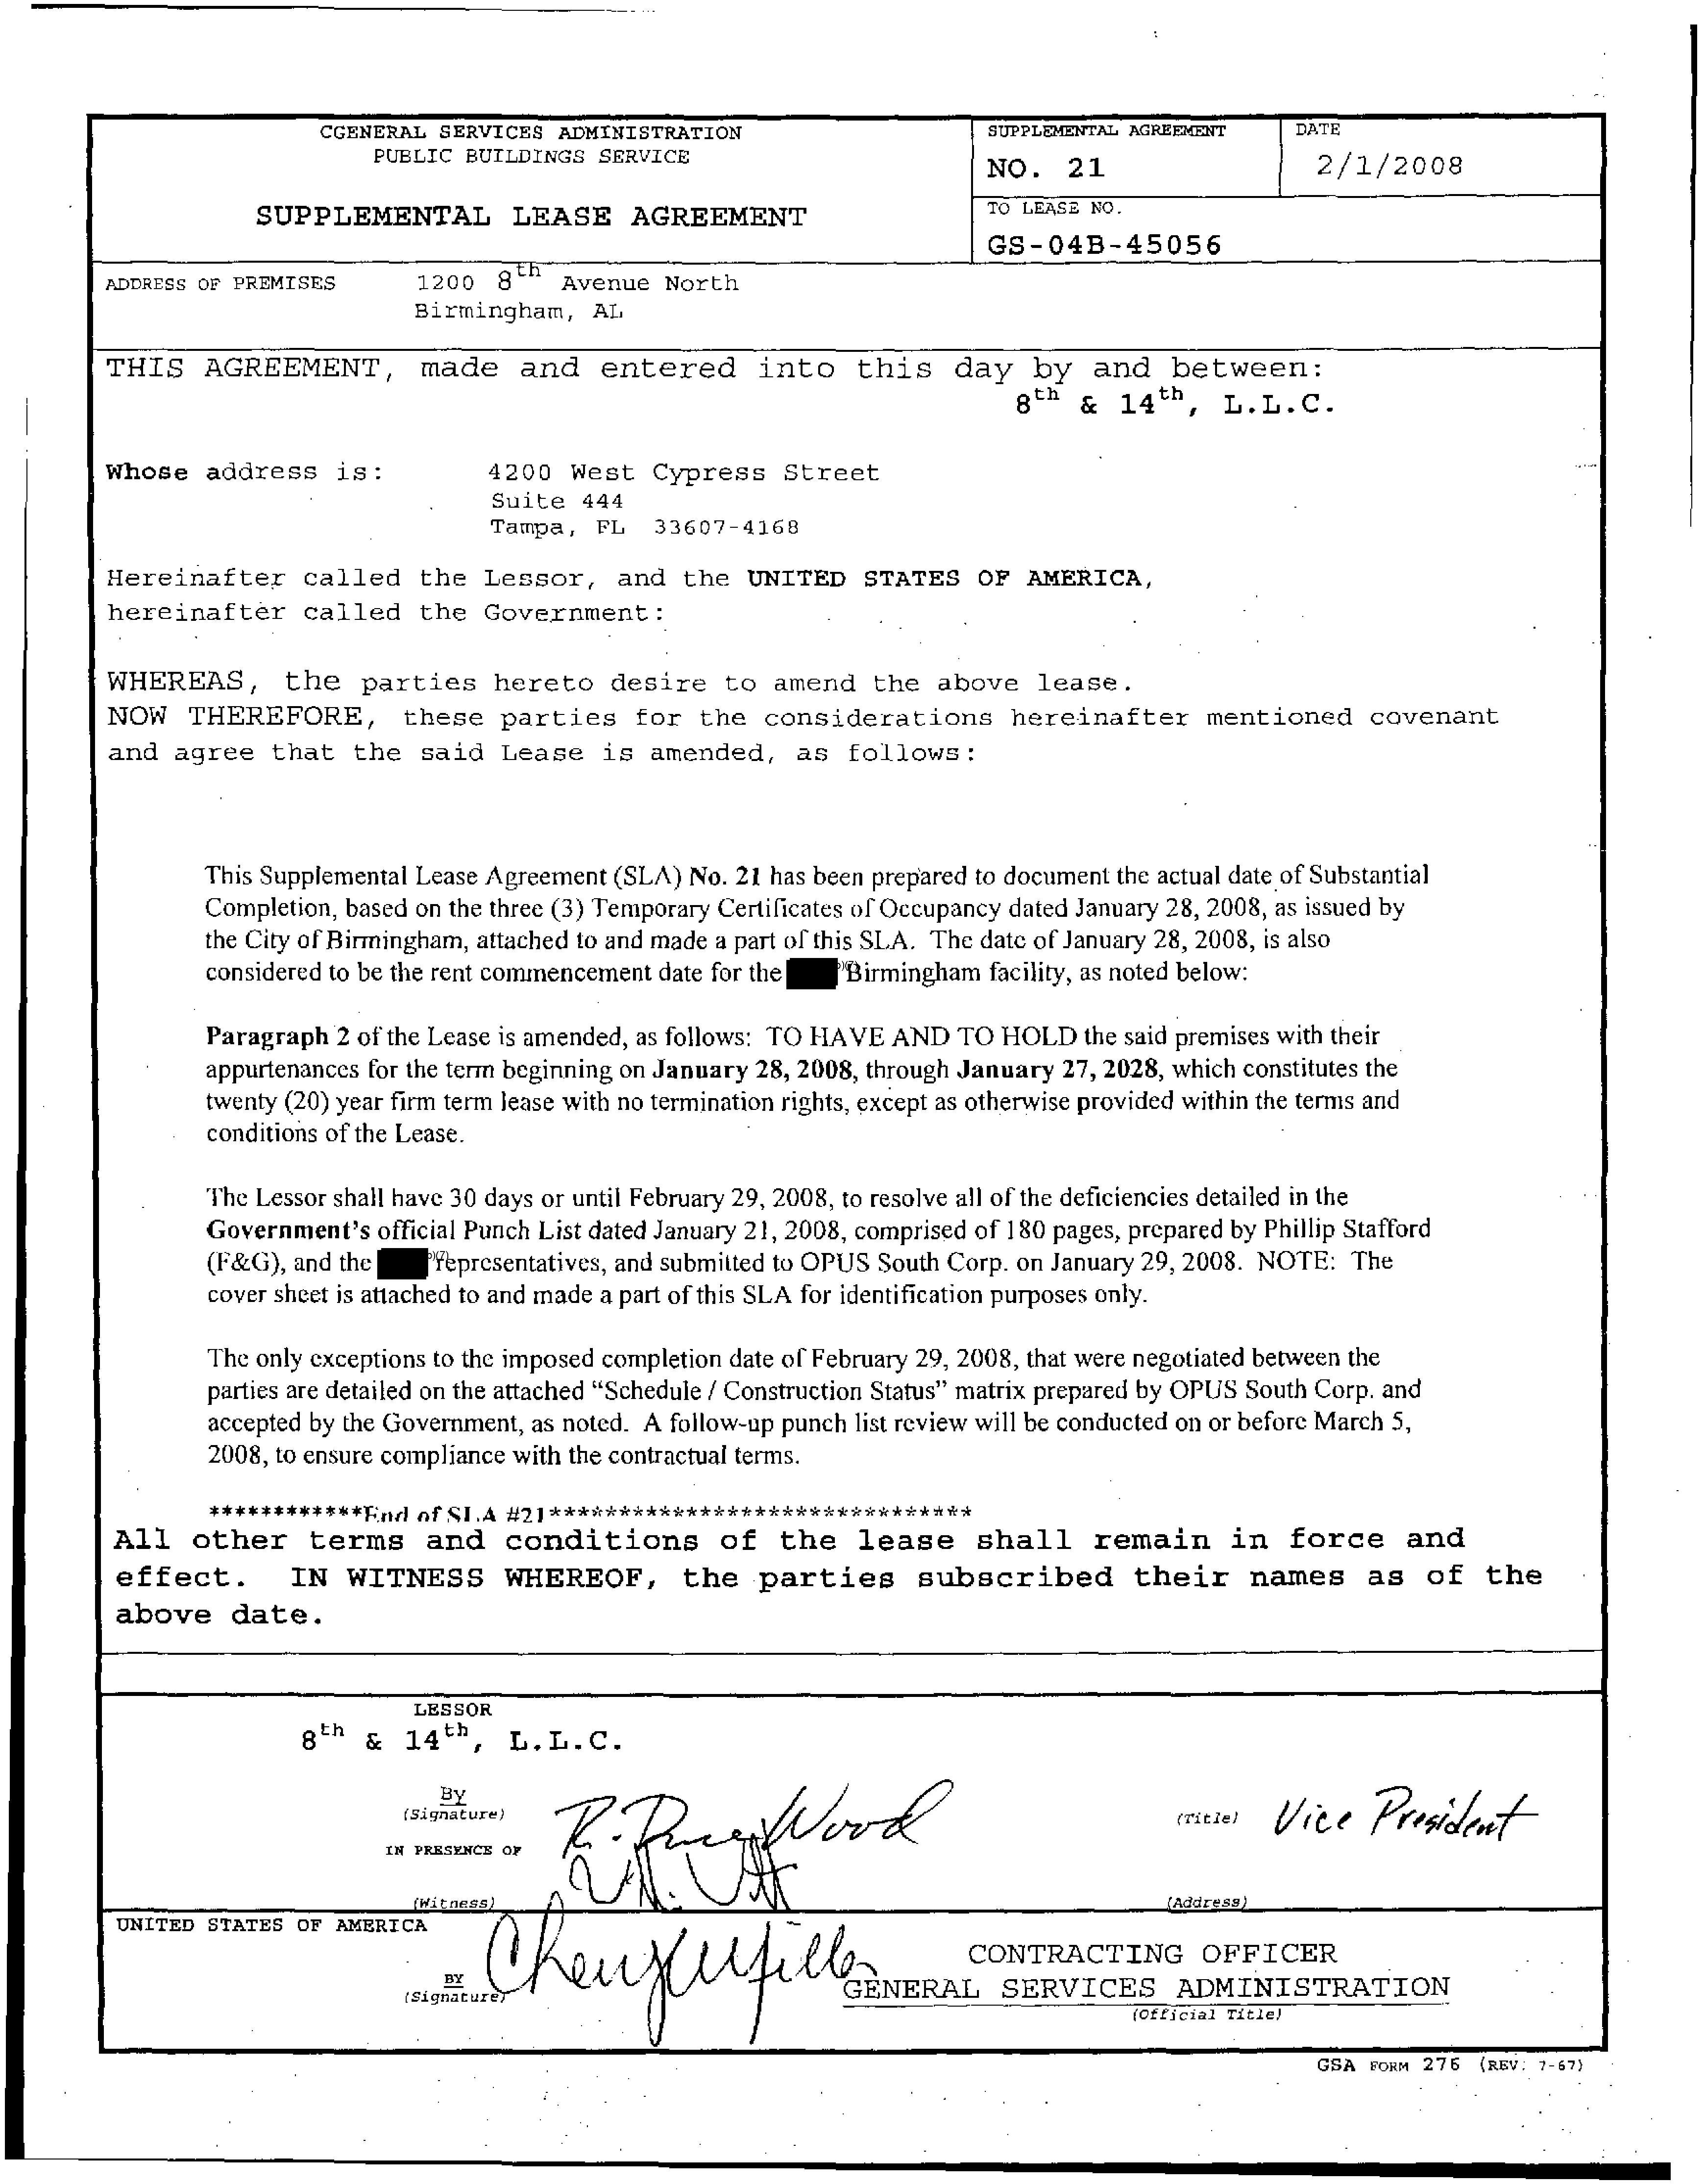 CGENERAL SERVICES ADMINISTRATION
PUBLIC BUILDINGS SERVICE
SUPPLEMENTAL LEASE AGREEMENT
SUPPLEMENTAL AGREEMENT
NO. 21
DATE
2/1/2008
TO LEASE NO.
GS-04B-45056
ADDRESS OF PREMISES 1200 8th Avenue North
Birmingham, AL
THIS AGREEMENT, made and entered into this day by and between:
8th & 14th, L.L.C.
Whose address is: 4200 West Cypress Street
Suite 444
Tampa, FL 33607-4168
Hereinafter called the Lessor, and the UNITED STATES OF AMERICA,
hereinafter called the Government:
WHEREAS, the parties hereto desire to amend the above lease.
NOW THEREFORE, these parties for the considerations hereinafter mentioned covenant
and agree that the said Lease is amended, as follows:
This Supplemental Lease Agreement (SLA) No. 21 has been prepared to document the actual date of Substantial
Completion, based on the three (3) Temporary Certificates of Occupancy dated January 28, 2008, as issued by
the City of Birmingham, attached to and made a part of this SLA. The date of January 28, 2008, is also
considered to be the rent commencement date for the Birmingham facility, as noted below:
Paragraph 2 of the Lease is amended, as follows: TO HAVE AND TO HOLD the said premises with their
appurtenances for the term beginning on January 28, 2008, through January 27, 2028, which constitutes the
twenty (20) year firm term lease with no termination rights, except as otherwise provided within the terms and
conditions of the Lease.
The Lessor shall have 30 days or until February 29, 2008, to resolve all of the deficiencies detailed in the
Government's official Punch List dated January 21, 2008, comprised of 180 pages, prepared by Phillip Stafford
(F&G), and the representatives, and submitted to OPUS South Corp. on January 29, 2008. NOTE: The
cover sheet is attached to and made a part of this SLA for identification purposes only.
The only exceptions to the imposed completion date of February 29, 2008, that were negotiated between the
parties are detailed on the attached “Schedule / Construction Status” matrix prepared by OPUS South Corp. and
accepted by the Government, as noted. A follow-up punch list review will be conducted on or before March 5,
2008, to ensure compliance with the contractual terms.
************End of SLA #21*******************************
All other terms and conditions of the lease shall remain in force and
effect. IN WITNESS WHEREOF, the parties subscribed their names as of the
above date.
LESSOR
8th & 14th, L.L.C.
By
(Signature)
R. Wood
(Title) Vice President
IN PRESENCE OF
(Witness)
(Address)
UNITED STATES OF AMERICA
BY
(Signature)
CONTRACTING OFFICER
GENERAL SERVICES ADMINISTRATION
(Official Title)
GSA FORM 276 (REV. 7-67)